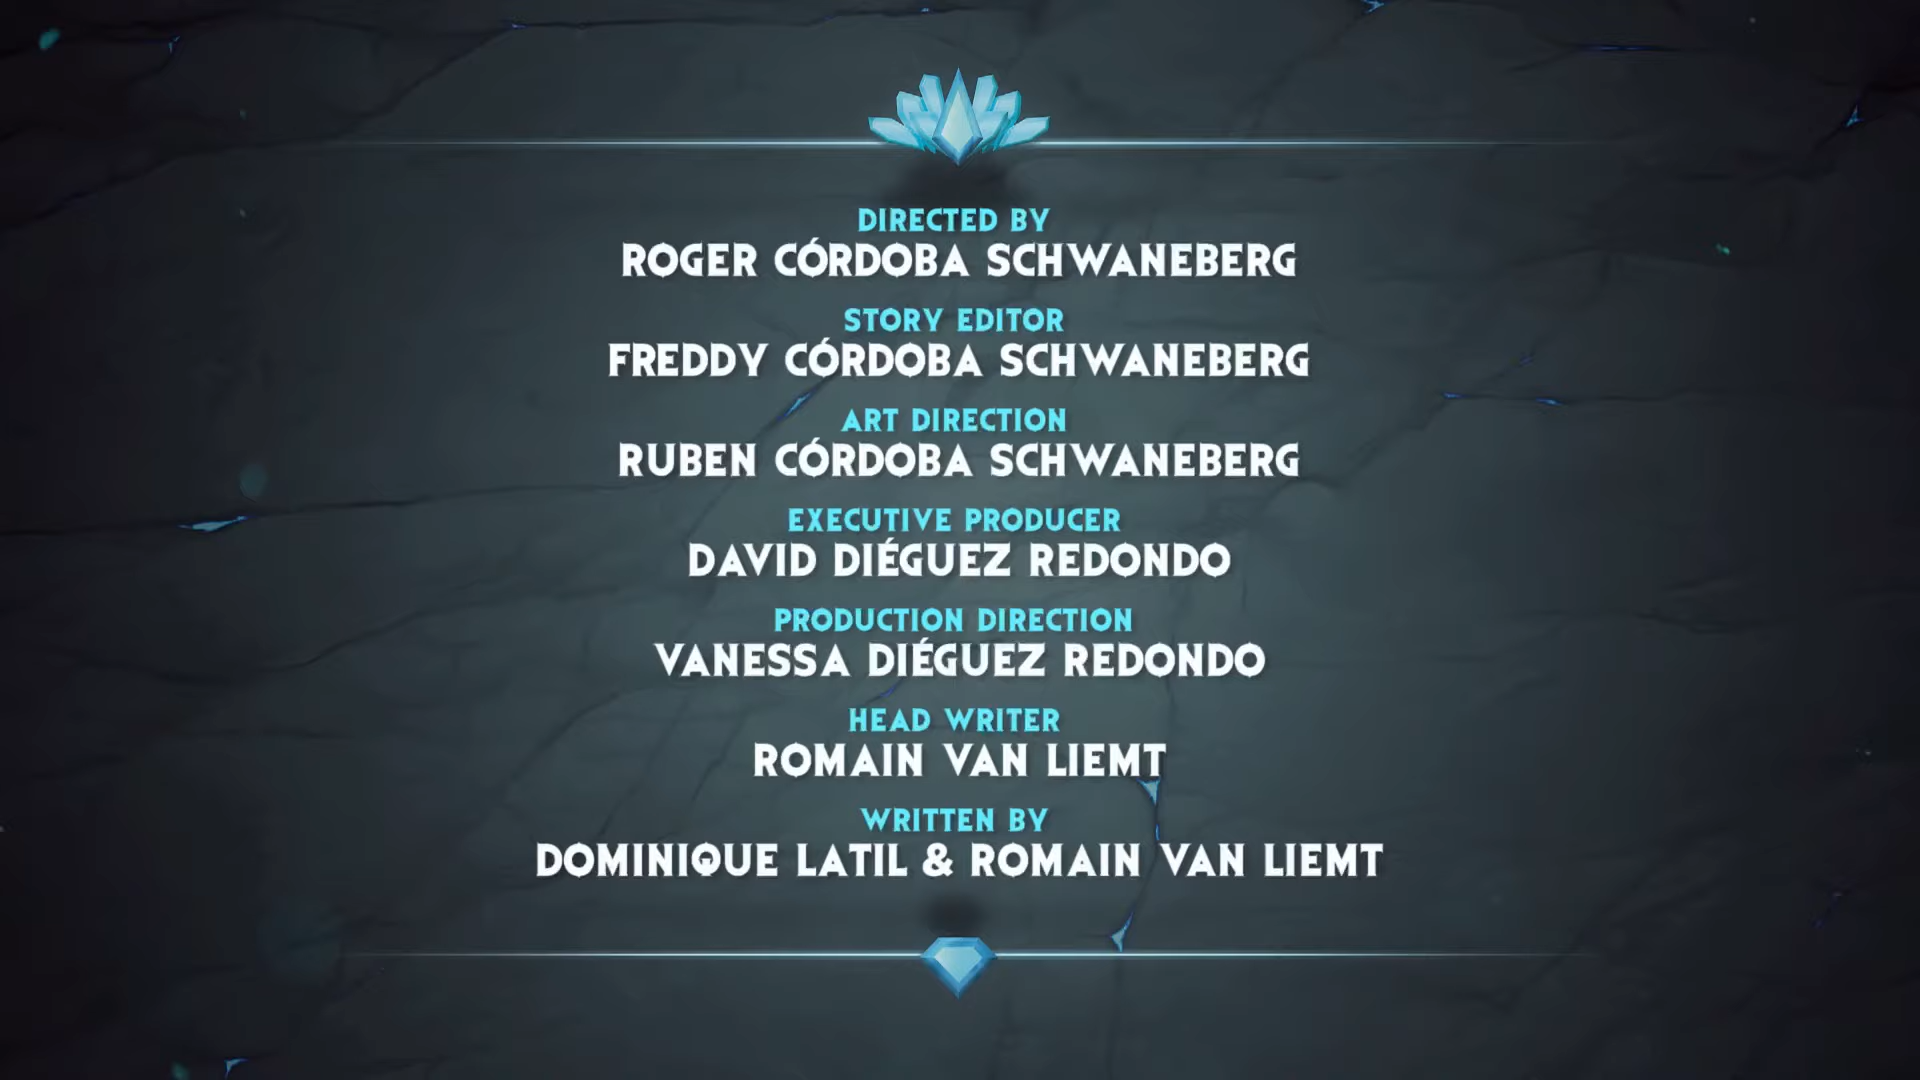 DIRECTED BY
ROGER CÓRDOBA SCHWANEBERG
STORY EDITOR
FREDDY CÓRDOBA SCHWANEBERG
ART DIRECTION
RUBEN CÓRDOBA SCHWANEBERG
EXECUTIVE PRODUCER
DAVID DIÉGUEZ REDONDO
PRODUCTION DIRECTION
VANESSA DIÉGUEZ REDONDO
HEAD WRITER
ROMAIN VAN LIEMT
WRITTEN BY
DOMINIQUE LATIL & ROMAIN VAN LIEMT